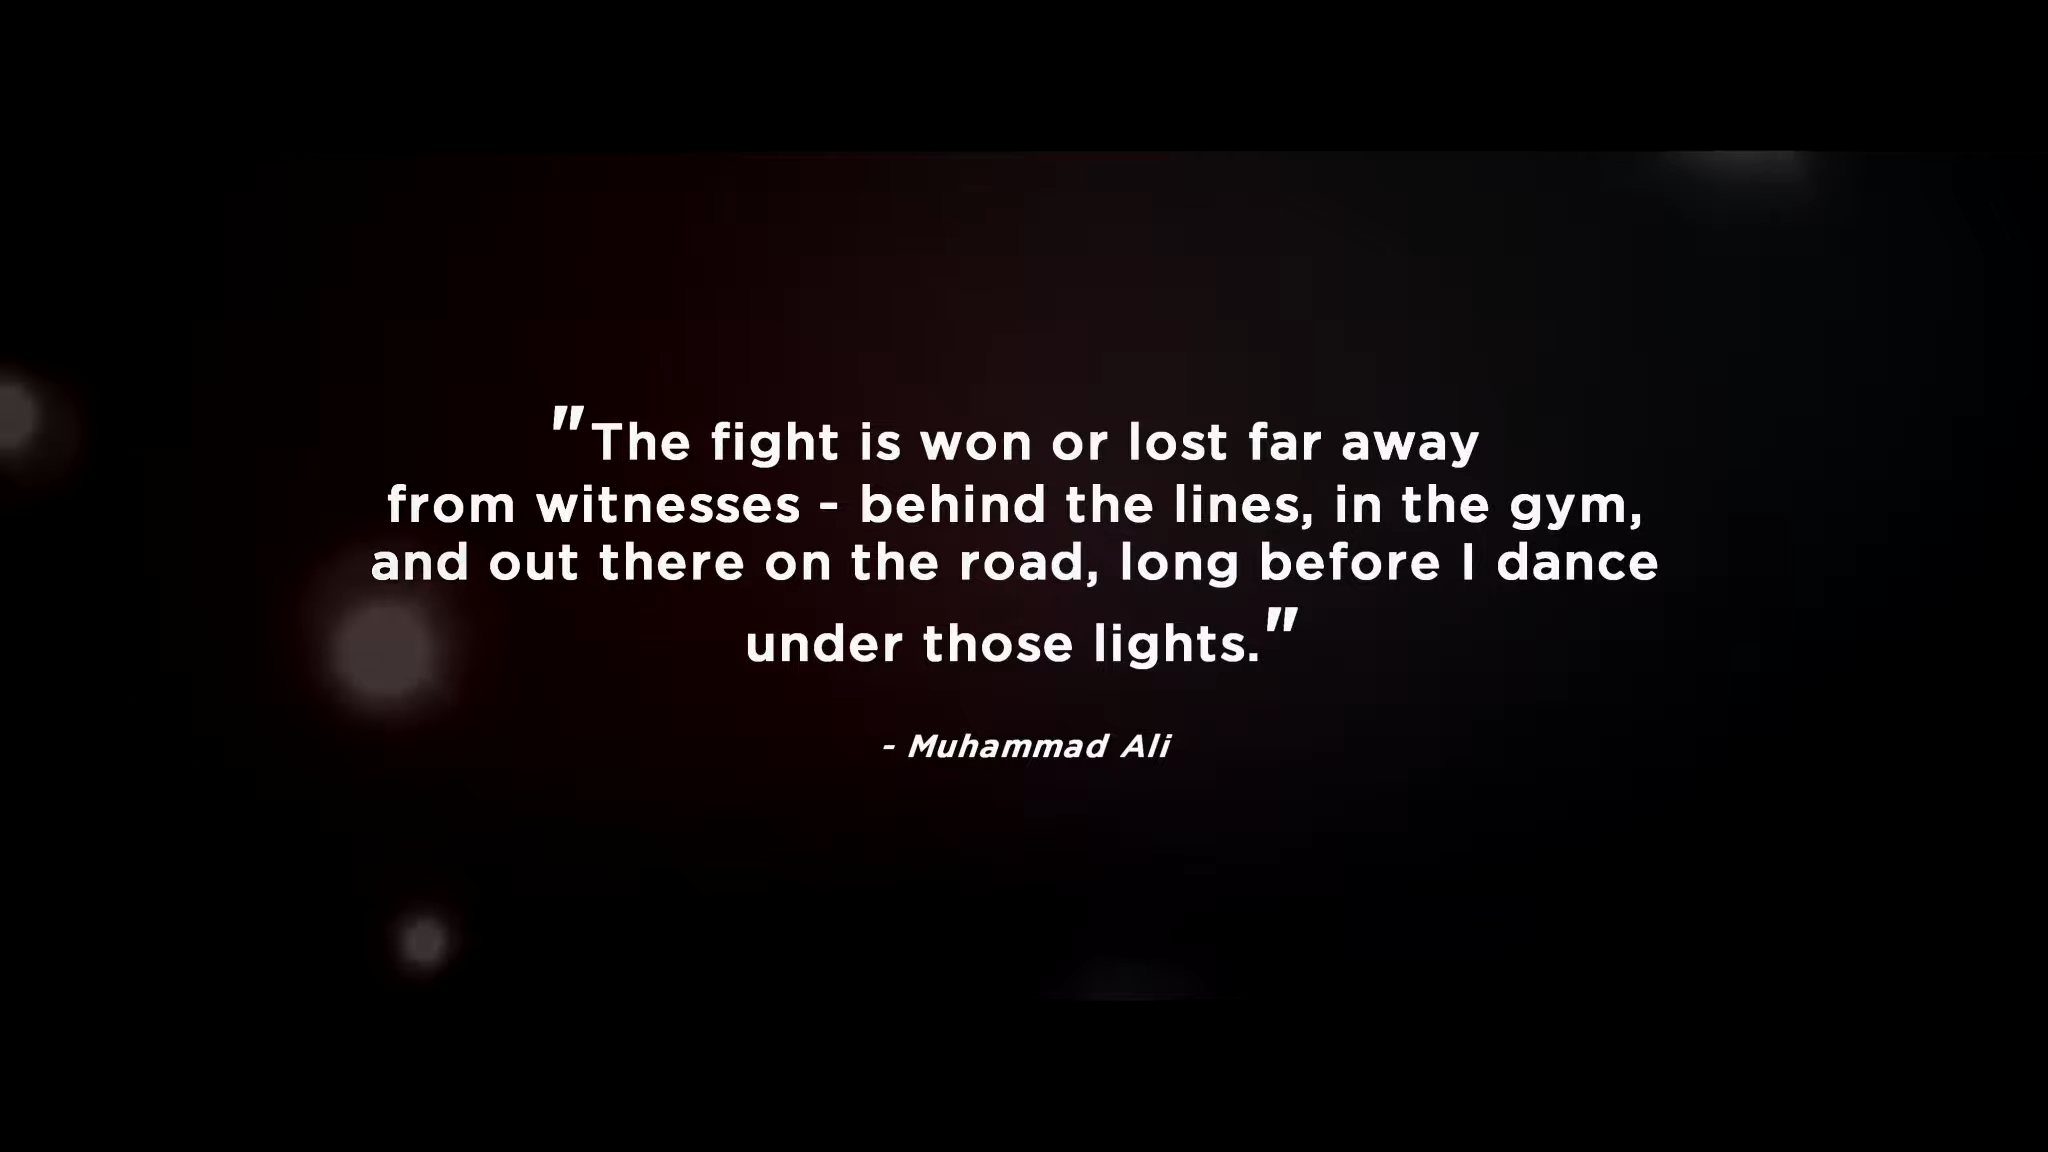 "The fight is won or lost far away
from witnesses - behind the lines, in the gym,
and out there on the road, long before I dance
under those lights."
- Muhammad Ali